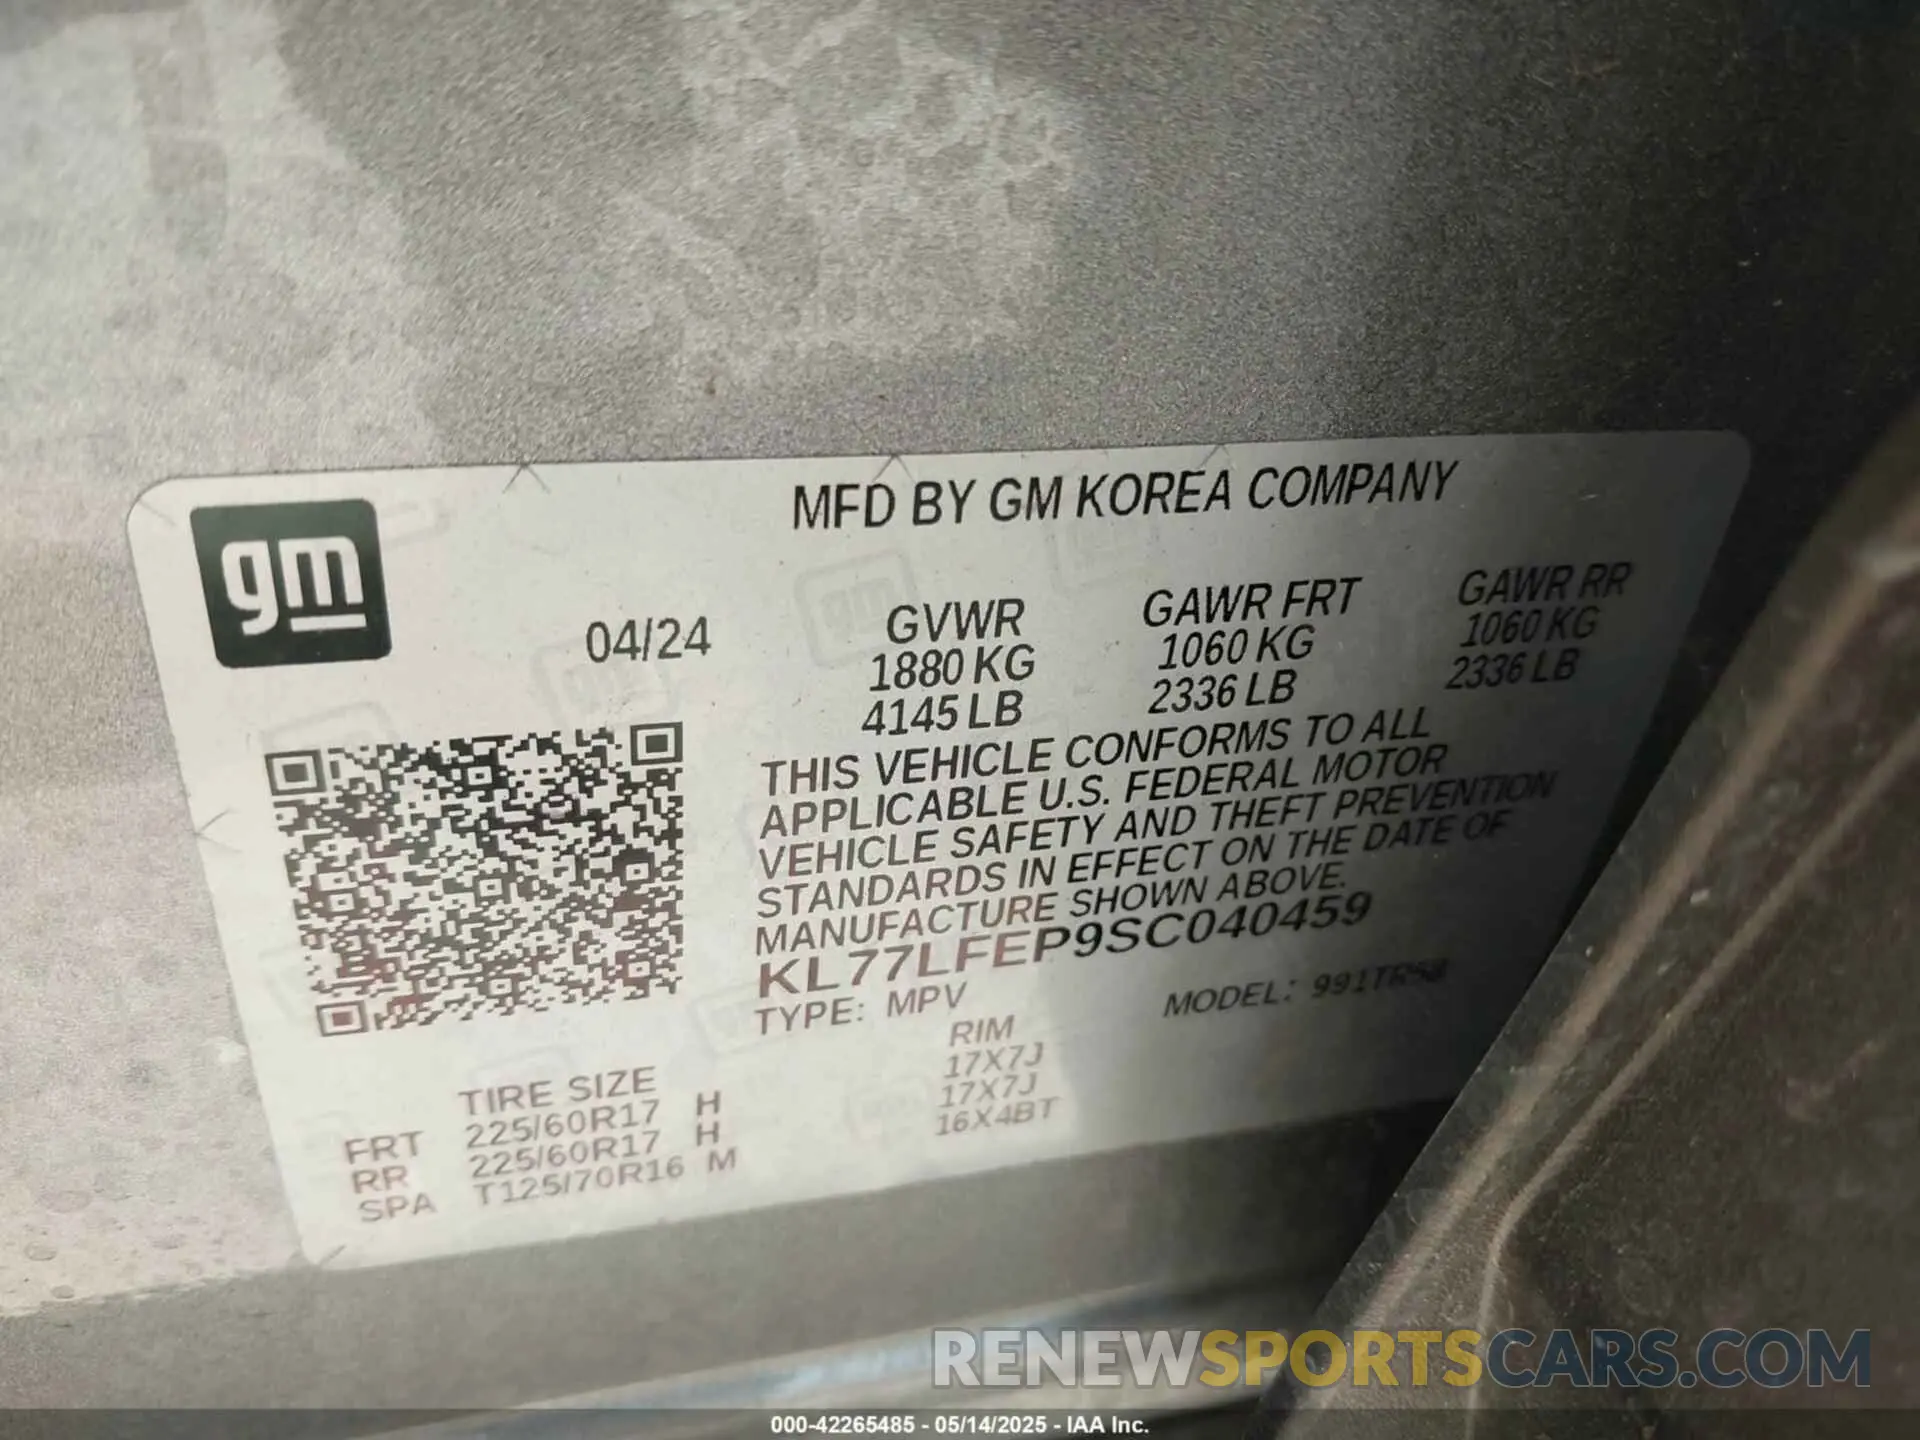 gm
MFD BY GM KOREA COMPANY
04/24
GVWR GAWR FRT GAWR RR
1880 KG 1060 KG 1060 KG
4145 LB 2336 LB 2336 LB
THIS VEHICLE CONFORMS TO ALL
APPLICABLE U.S. FEDERAL MOTOR
VEHICLE SAFETY AND THEFT PREVENTION
STANDARDS IN EFFECT ON THE DATE OF
MANUFACTURE SHOWN ABOVE.
KL77LFEP9SC040459
TYPE: MPV MODEL:
TIRE SIZE RIM
FRT 225/60R17 H 17X7J
RR 225/60R17 H 17X7J
SPA T125/70R16 M 16X4BT
RENEWSPORTSCARS.COM
000-42265485 - 05/14/2025 - IAA Inc.